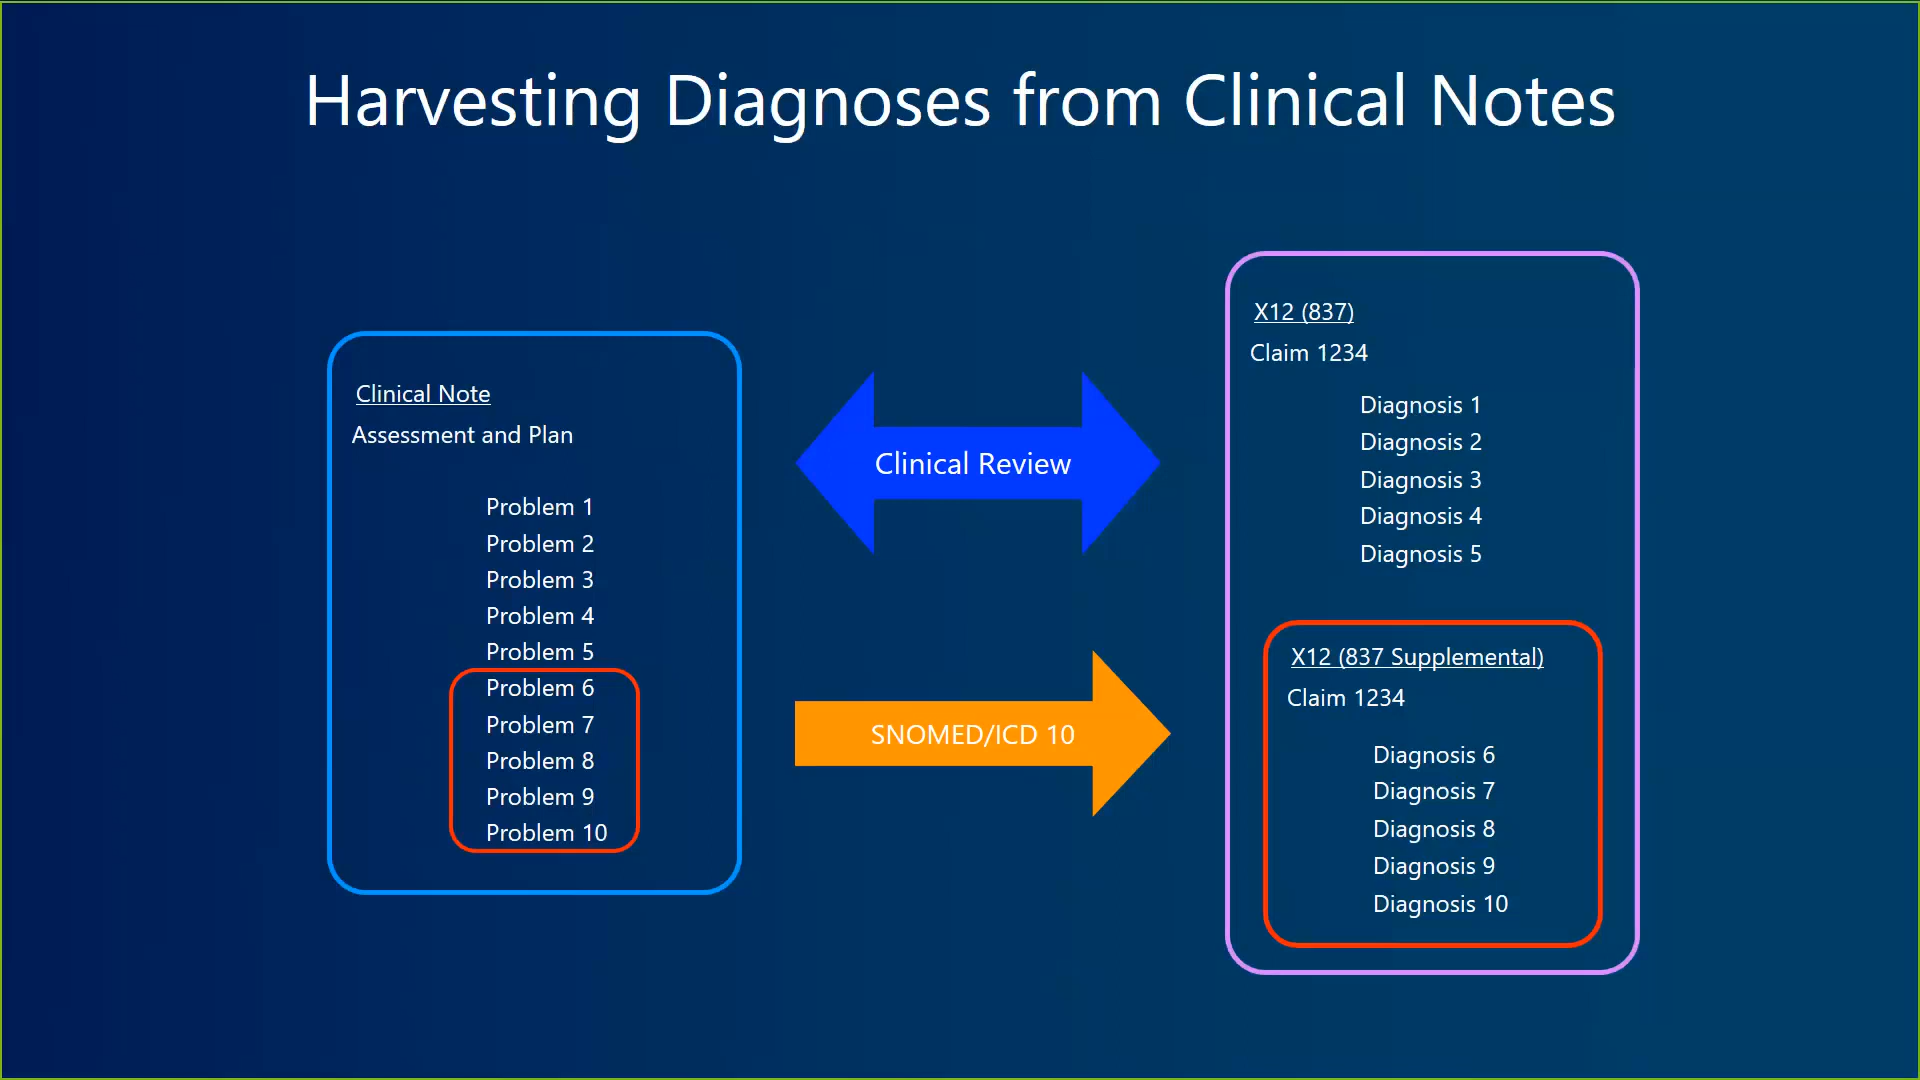 Harvesting Diagnoses from Clinical Notes
Clinical Note
Assessment and Plan
Problem 1
Problem 2
Problem 3
Problem 4
Problem 5
Problem 6
Problem 7
Problem 8
Problem 9
Problem 10
Clinical Review
SNOMED/ICD 10
X12 (837)
Claim 1234
Diagnosis 1
Diagnosis 2
Diagnosis 3
Diagnosis 4
Diagnosis 5
X12 (837 Supplemental)
Claim 1234
Diagnosis 6
Diagnosis 7
Diagnosis 8
Diagnosis 9
Diagnosis 10